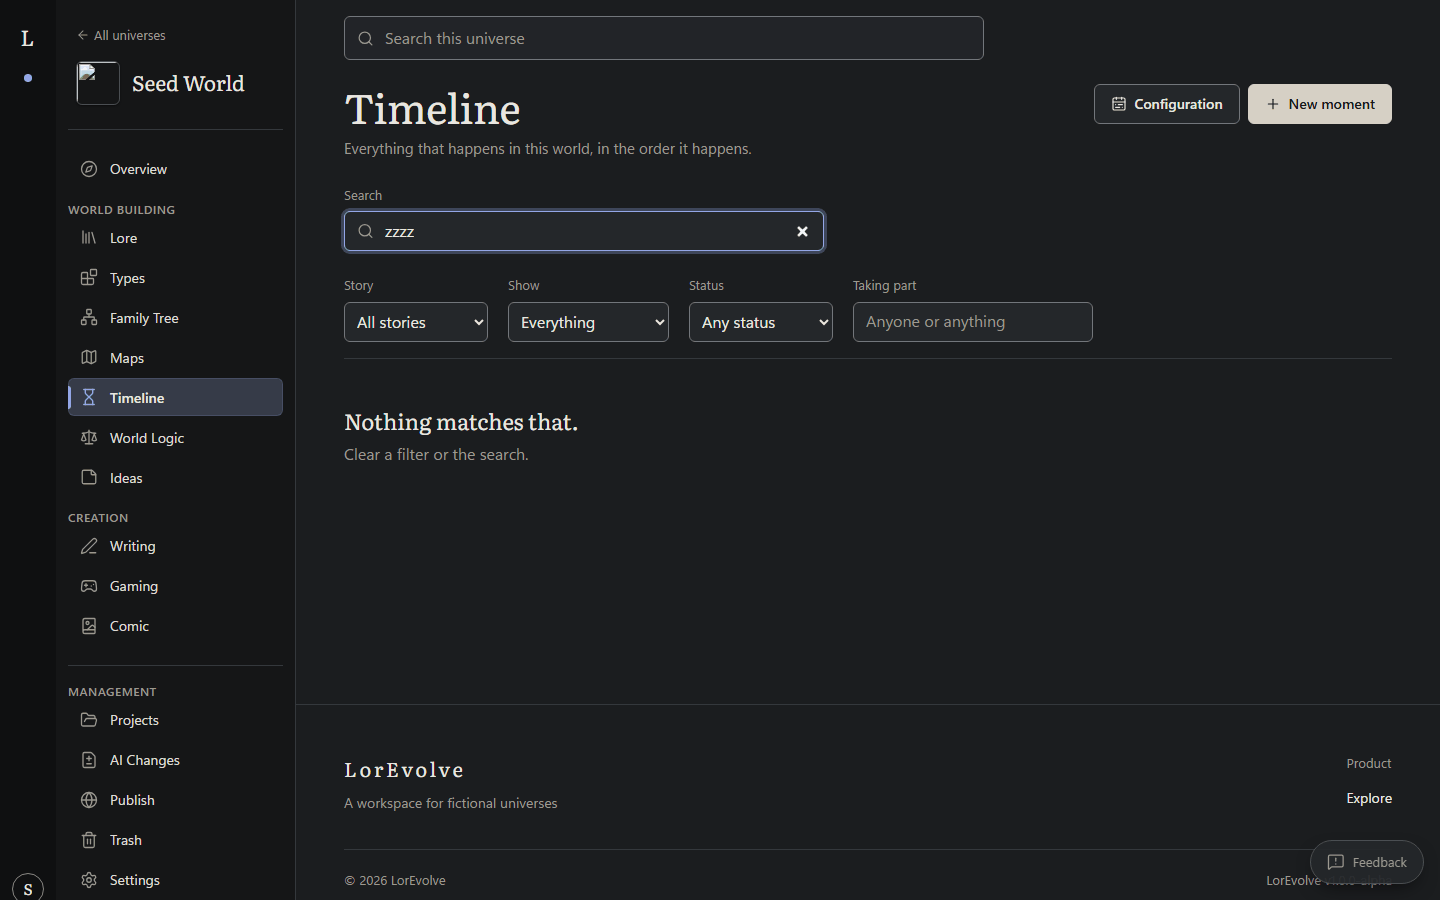 L
All universes
Seed World
Overview
WORLD BUILDING
Lore
Types
Family Tree
Maps
Timeline
World Logic
Ideas
CREATION
Writing
Gaming
Comic
MANAGEMENT
Projects
AI Changes
Publish
Trash
Settings
S
Search this universe
Timeline
Configuration
New moment
Everything that happens in this world, in the order it happens.
Search
zzzz
Story
Show
Status
Taking part
All stories
Everything
Any status
Anyone or anything
Nothing matches that.
Clear a filter or the search.
LorEvolve
A workspace for fictional universes
Product
Explore
Feedback
© 2026 LorEvolve
LorEvolve